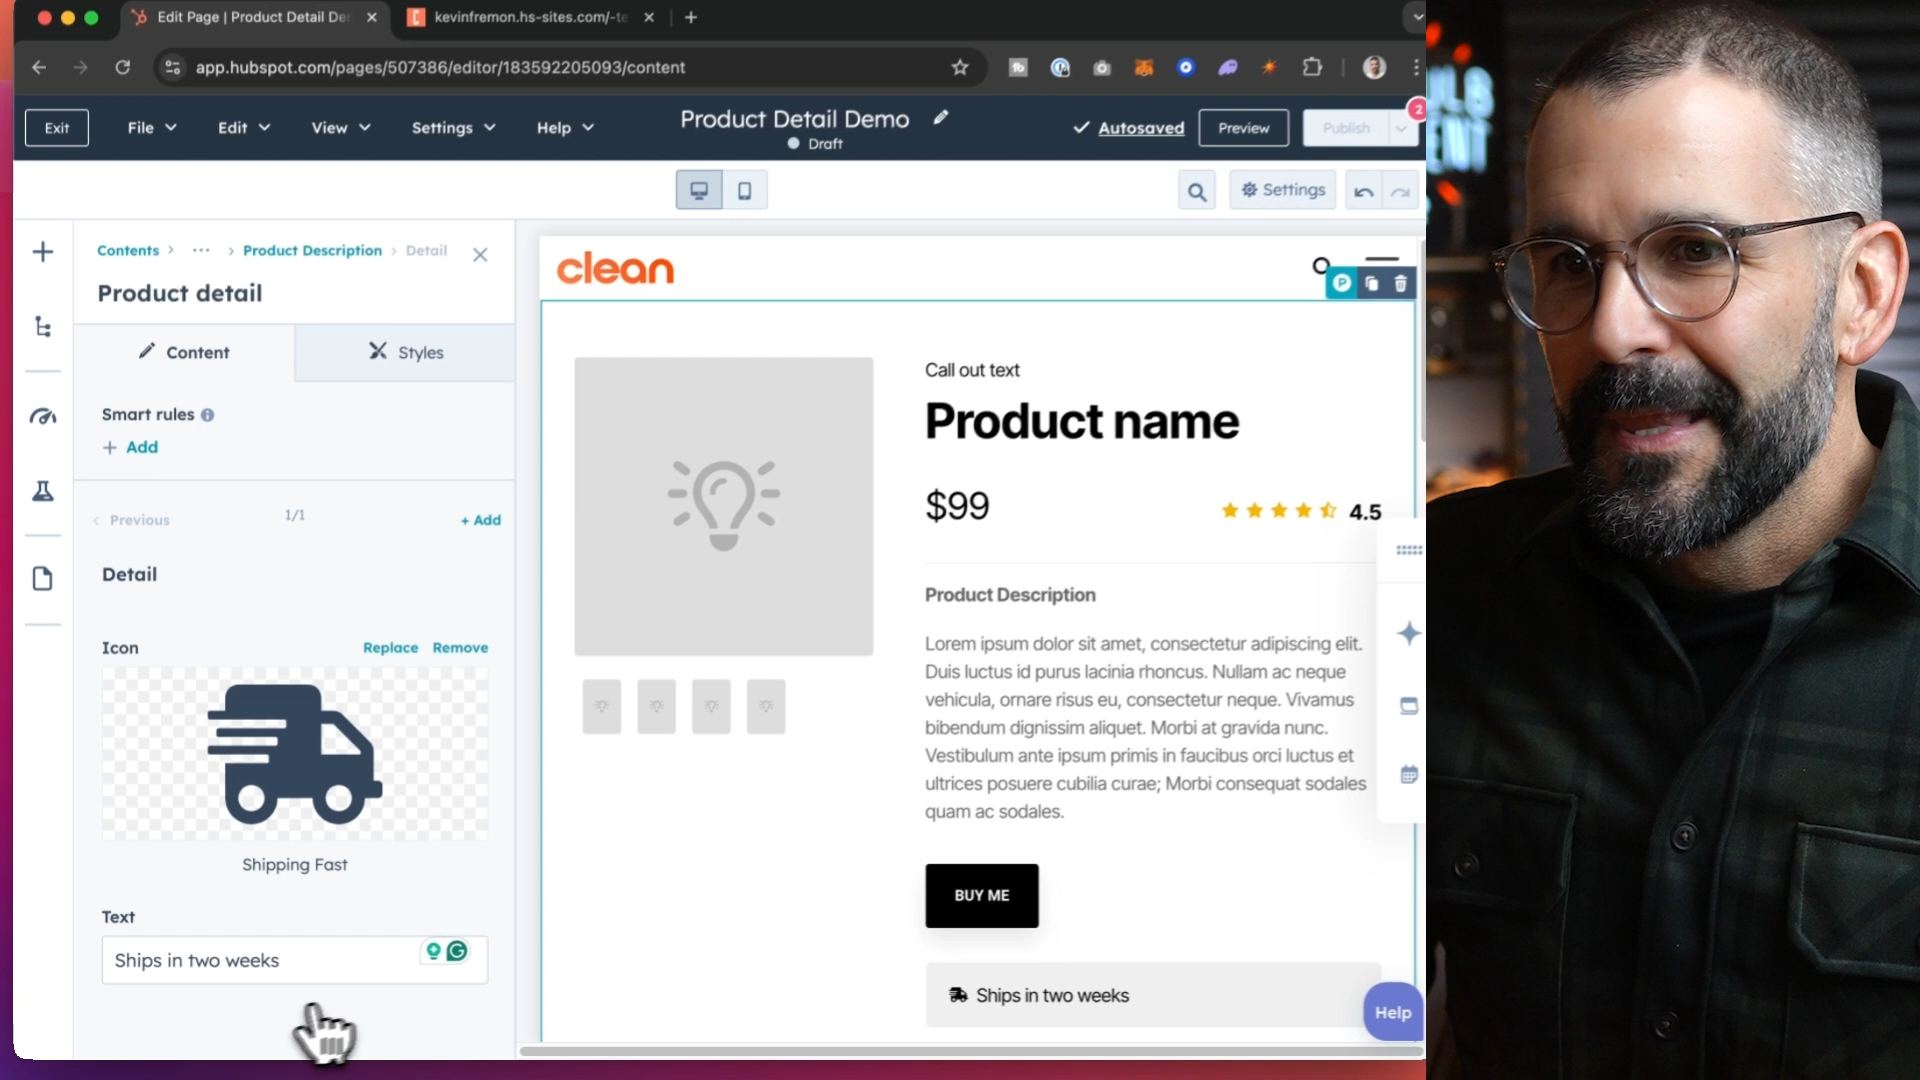 Edit Page | Product Detail De
kevinfremon.hs-sites.com/-te
app.hubspot.com/pages/507386/editor/183592205093/content
Exit
File
Edit
View
Settings
Help
Product Detail Demo
Draft
Autosaved
Preview
Publish
2
Settings
Contents > ··· > Product Description > Detail
Product detail
Content
Styles
Smart rules
+ Add
< Previous
1/1
+ Add
Detail
Icon
Replace
Remove
Shipping Fast
Text
Ships in two weeks
clean
Call out text
Product name
$99
4.5
Product Description
Lorem ipsum dolor sit amet, consectetur adipiscing elit.
Duis luctus id purus lacinia rhoncus. Nullam ac neque
vehicula, ornare risus eu, consectetur neque. Vivamus
bibendum dignissim aliquet. Morbi at gravida nunc.
Vestibulum ante ipsum primis in faucibus orci luctus et
ultrices posuere cubilia curae; Morbi consequat sodales
quam ac sodales.
BUY ME
Ships in two weeks
Help